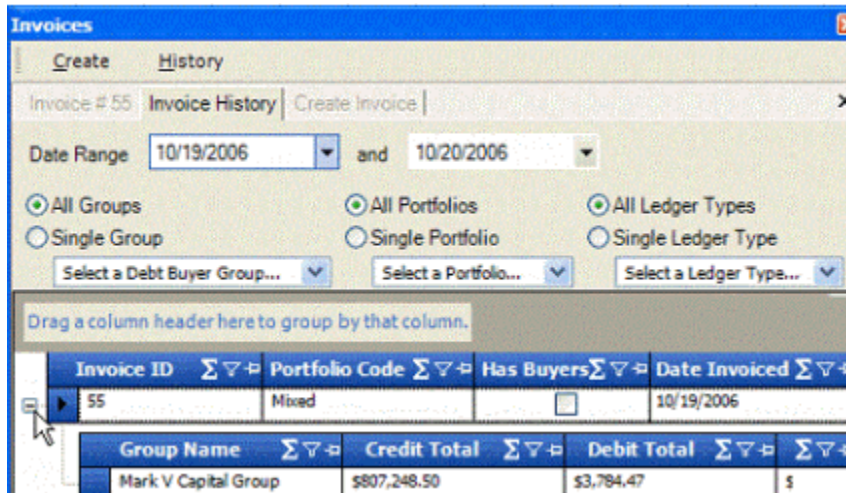 Invoices
Create History
Invoice # 55 Invoice History Create Invoice
Date Range 10/19/2006 and 10/20/2006
All Groups All Portfolios All Ledger Types
Single Group Single Portfolio Single Ledger Type
Select a Debt Buyer Group... Select a Portfolio... Select a Ledger Type...
Drag a column header here to group by that column.
Invoice ID Σ Portfolio Code Σ Has Buyers Σ Date Invoiced Σ
55 Mixed 10/19/2006
Group Name Σ Credit Total Σ Debit Total Σ Σ
Mark V Capital Group $807,248.50 $3,784.47 $